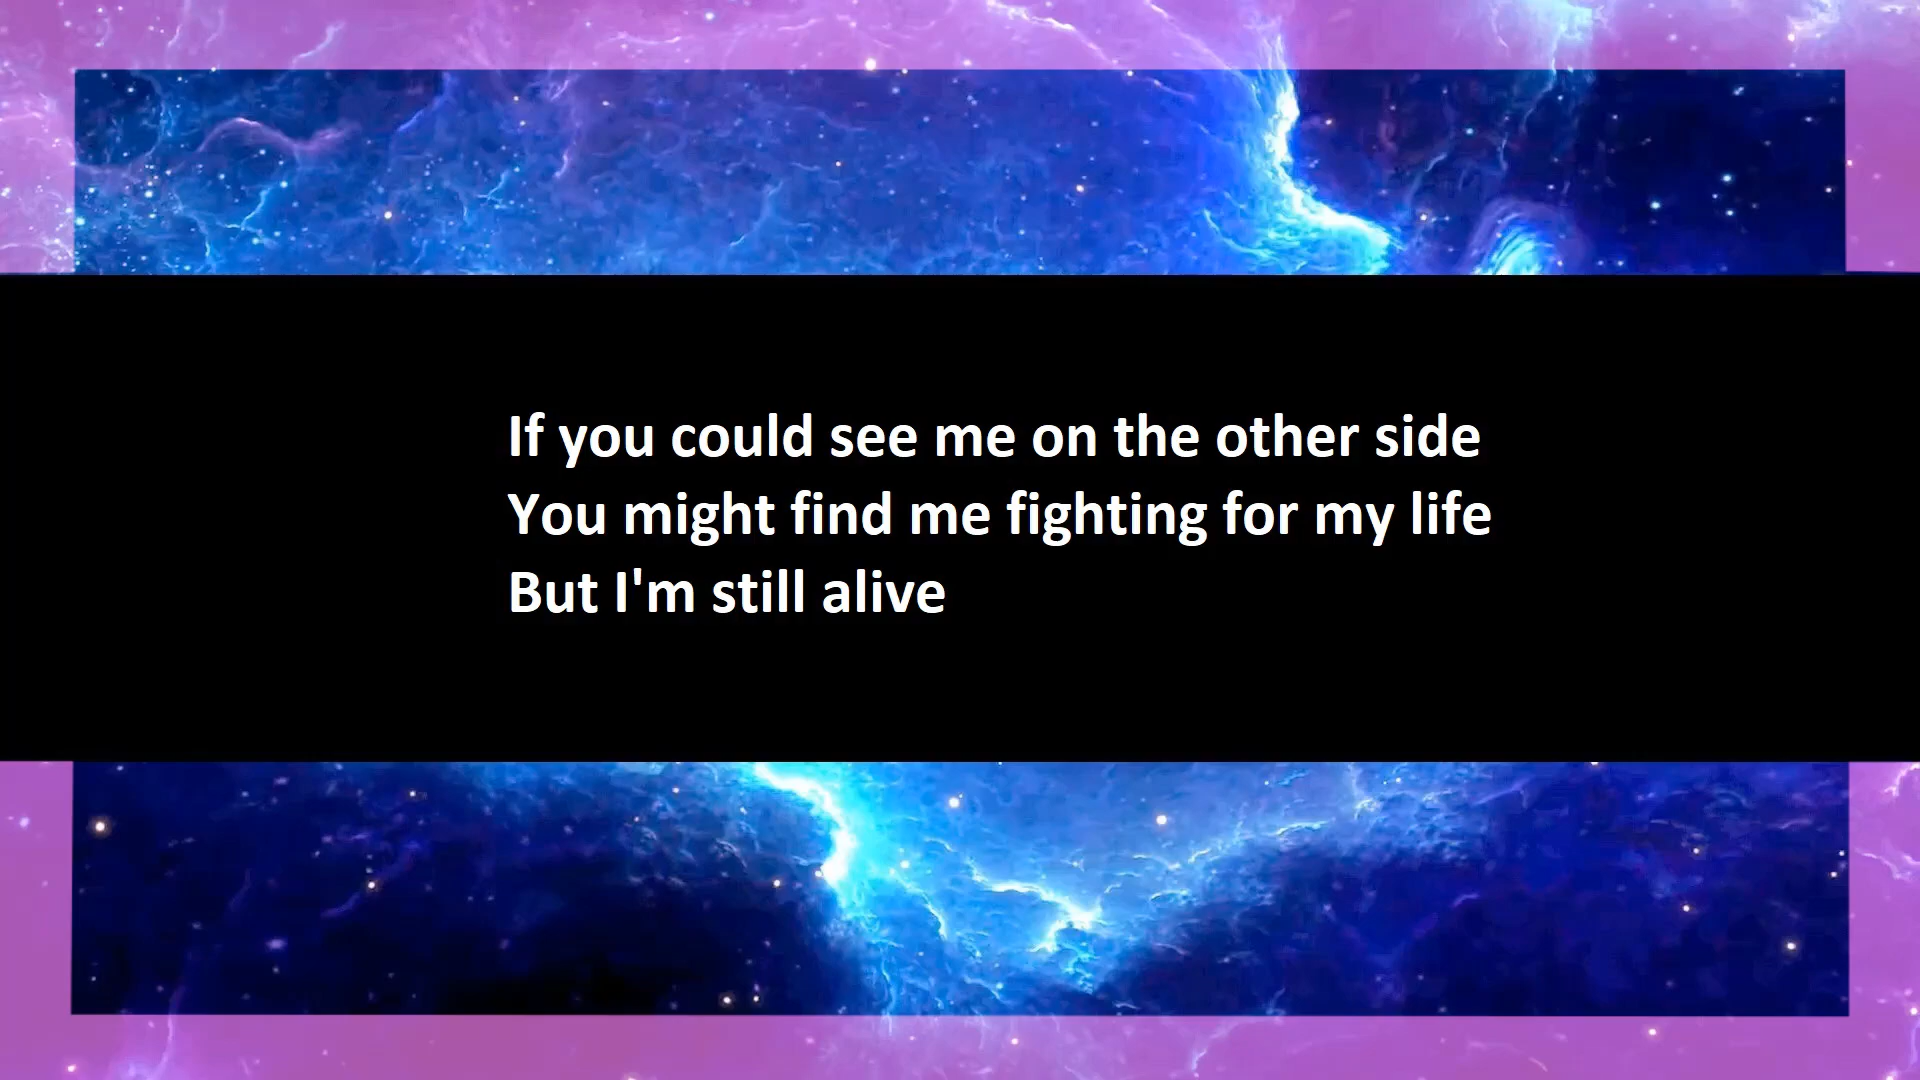 If you could see me on the other side
You might find me fighting for my life
But I'm still alive